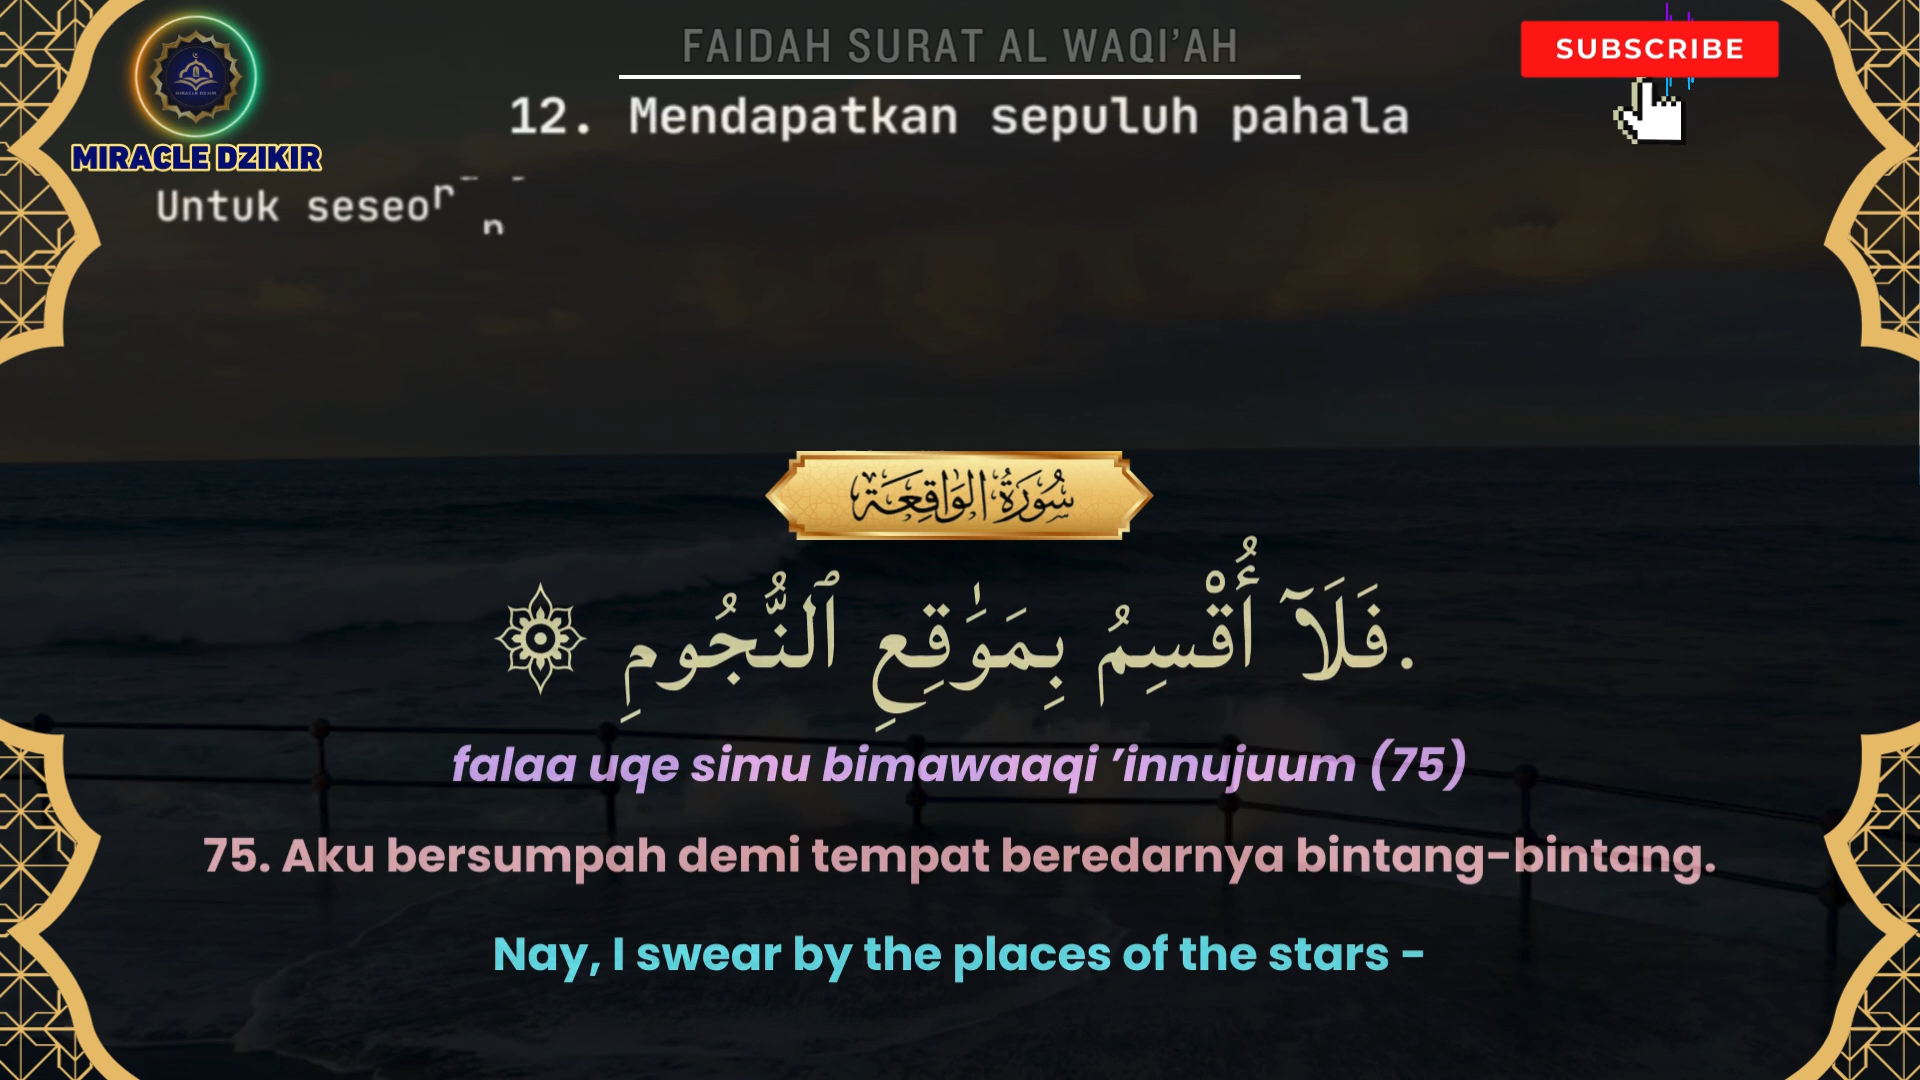 FAIDAH SURAT AL WAQI’AH
SUBSCRIBE
12. Mendapatkan sepuluh pahala
MIRACLE DZIKIR
Untuk
سُورَةُ الوَاقِعَة
فَلَآ أُقْسِمُ بِمَوَٰقِعِ ٱلنُّجُومِ.
falaa uqe simu bimawaaqi ’innujuum (75)
75. Aku bersumpah demi tempat beredarnya bintang-bintang.
Nay, I swear by the places of the stars -